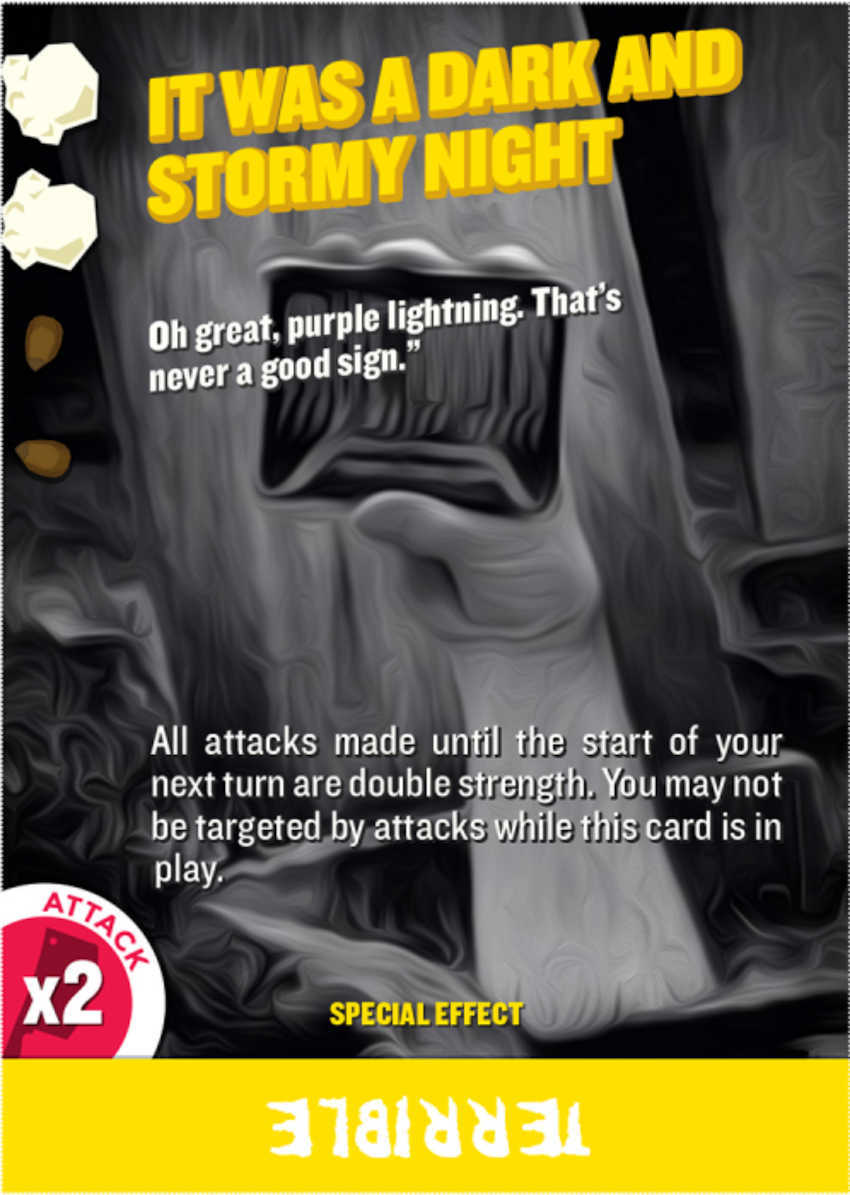 IT WAS A DARK AND
STORMY NIGHT
Oh great, purple lightning. That’s
never a good sign.”
All attacks made until the start of your
next turn are double strength. You may not
be targeted by attacks while this card is in
play.
ATTACK
x2
SPECIAL EFFECT
TERRIBLE